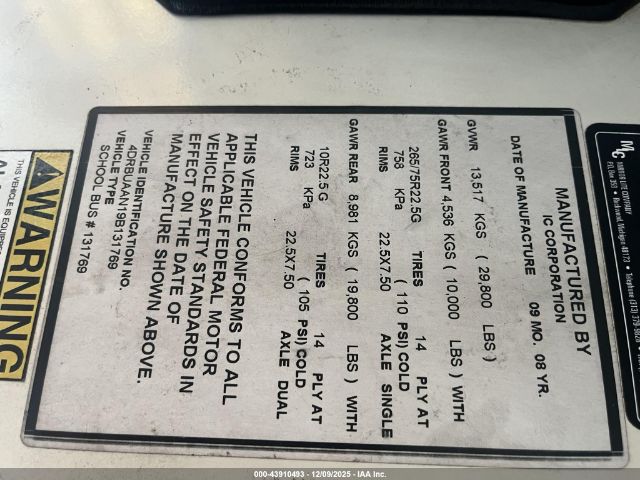 MANUFACTURED BY
IC CORPORATION
DATE OF MANUFACTURE 09 MO. 08 YR.
GVWR 13,517 KGS ( 29,800 LBS )
GAWR FRONT 4,536 KGS ( 10,000 LBS ) WITH
265/75R22.5G TIRES 14 PLY AT
758 KPa ( 110 PSI) COLD
RIMS 22.5X7.50 AXLE SINGLE
GAWR REAR 8,981 KGS ( 19,800 LBS ) WITH
10R22.5 G TIRES 14 PLY AT
723 KPa ( 105 PSI) COLD
RIMS 22.5X7.50 AXLE DUAL
THIS VEHICLE CONFORMS TO ALL
APPLICABLE FEDERAL MOTOR
VEHICLE SAFETY STANDARDS IN
EFFECT ON THE DATE OF
MANUFACTURE SHOWN ABOVE.
VEHICLE IDENTIFICATION NO.
4DRBUAAN19B131769
VEHICLE TYPE
SCHOOL BUS # 131769
WARNING
THIS VEHICLE IS
000-43910493 - 12/09/2025 - IAA Inc.